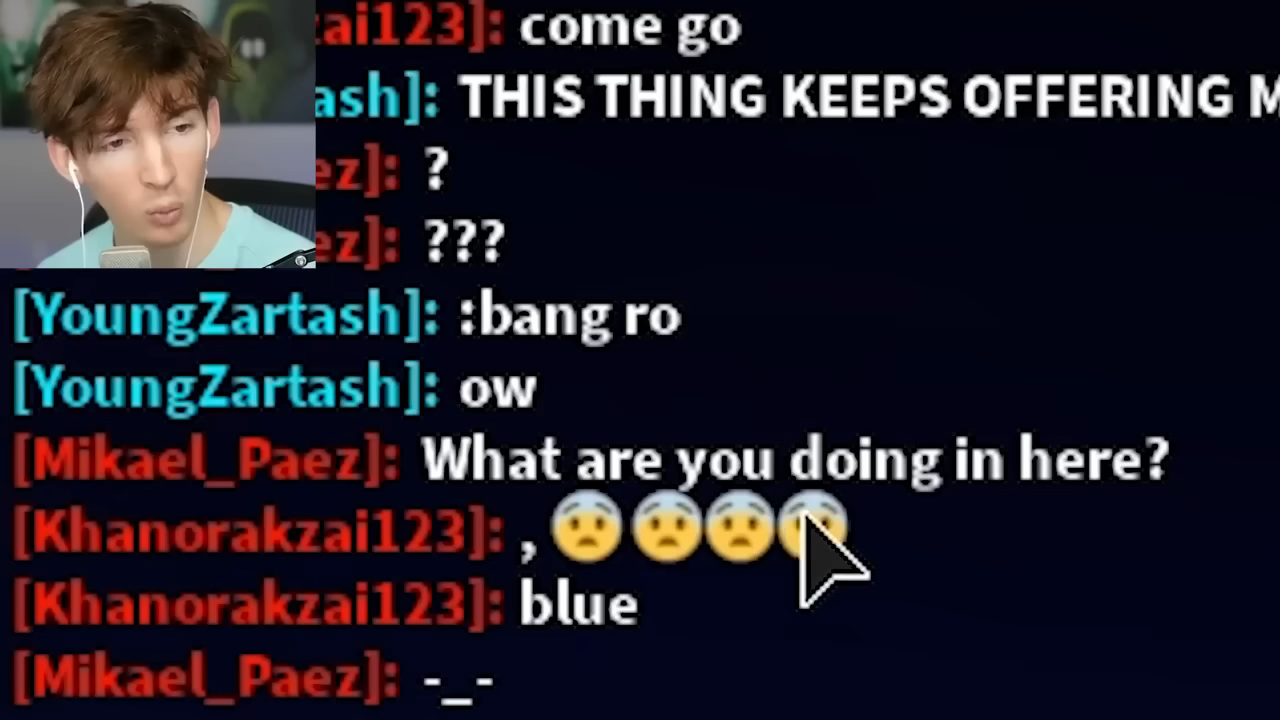 zai123]: come go
ash]: THIS THING KEEPS OFFERING M
ez]: ?
ez]: ???
[YoungZartash]: :bang ro
[YoungZartash]: ow
[Mikael_Paez]: What are you doing in here?
[Khanorakzai123]: , 😨😨😨😨
[Khanorakzai123]: blue
[Mikael_Paez]: -_-